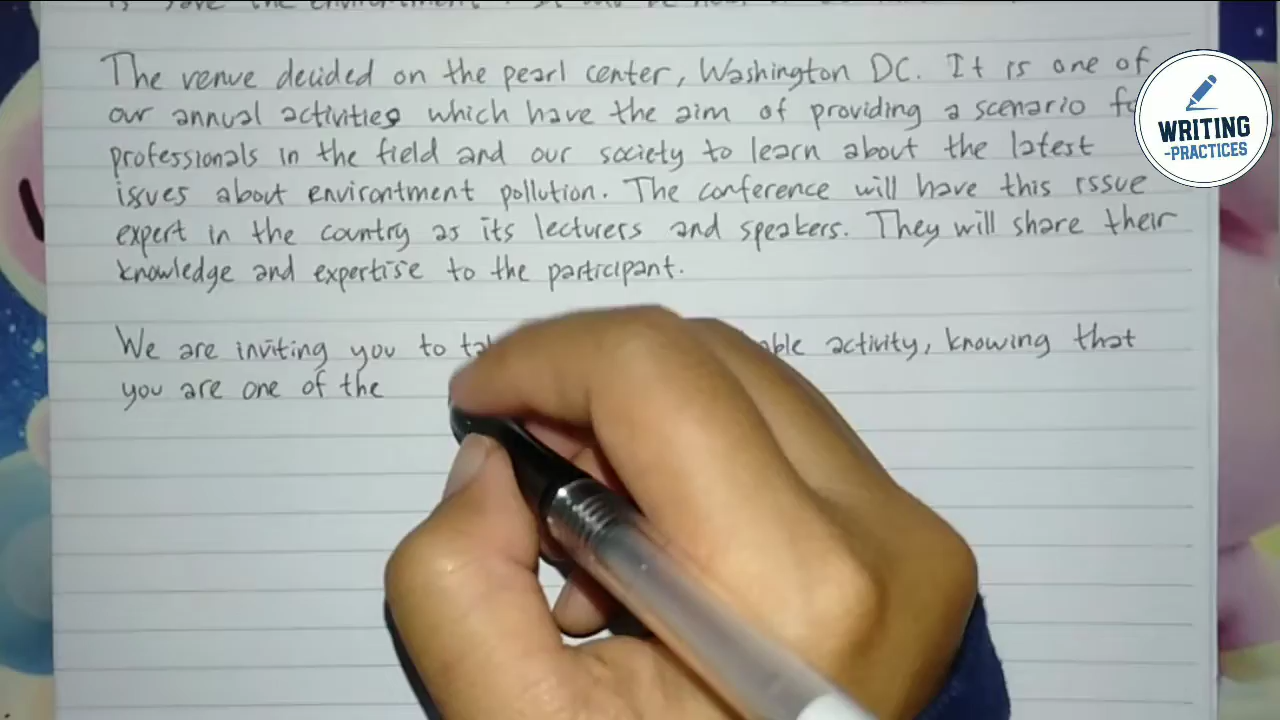 The venue decided on the pearl center, Washington DC. It is one of
our annual activities which have the aim of providing a scenario
professionals in the field and our society to learn about the latest
issues about environtment pollution. The conference will have this issue
expert in the country as its lecturers and speakers. They will share their
knowledge and expertise to the participant.
We are inviting you to activity, knowing that
you are one of the
WRITING
-PRACTICES